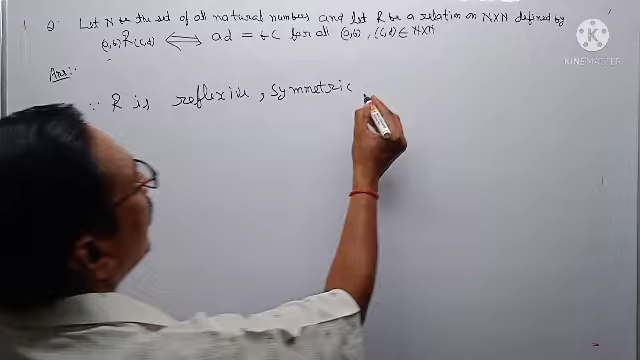 Q: Let N be the set of all natural numbers and let R be a relation on N×N defined by
(a,b) R (c,d) ⟺ ad = bc for all (a,b), (c,d) ∈ N×N
Ans:
∵ R is reflexive, Symmetric
KINEMASTER